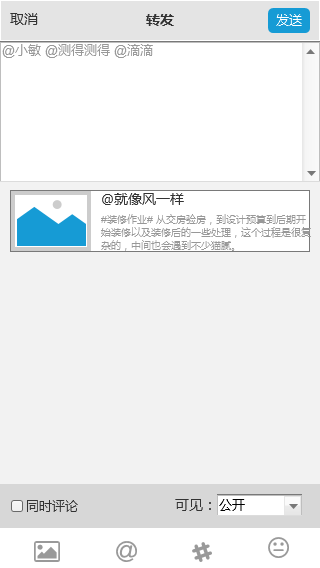 取消 转发 发送
@小敏 @测得测得 @滴滴
@就像风一样
#装修作业# 从交房验房，到设计预算到后期开
始装修以及装修后的一些处理，这个过程是很复
杂的，中间也会遇到不少猫腻。
同时评论 可见：公开